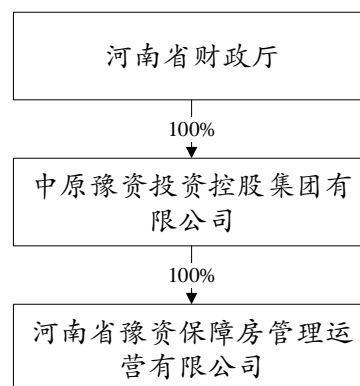 河南省财政厅
100%
中原豫资投资控股集团有
限公司
100%
河南省豫资保障房管理运
营有限公司